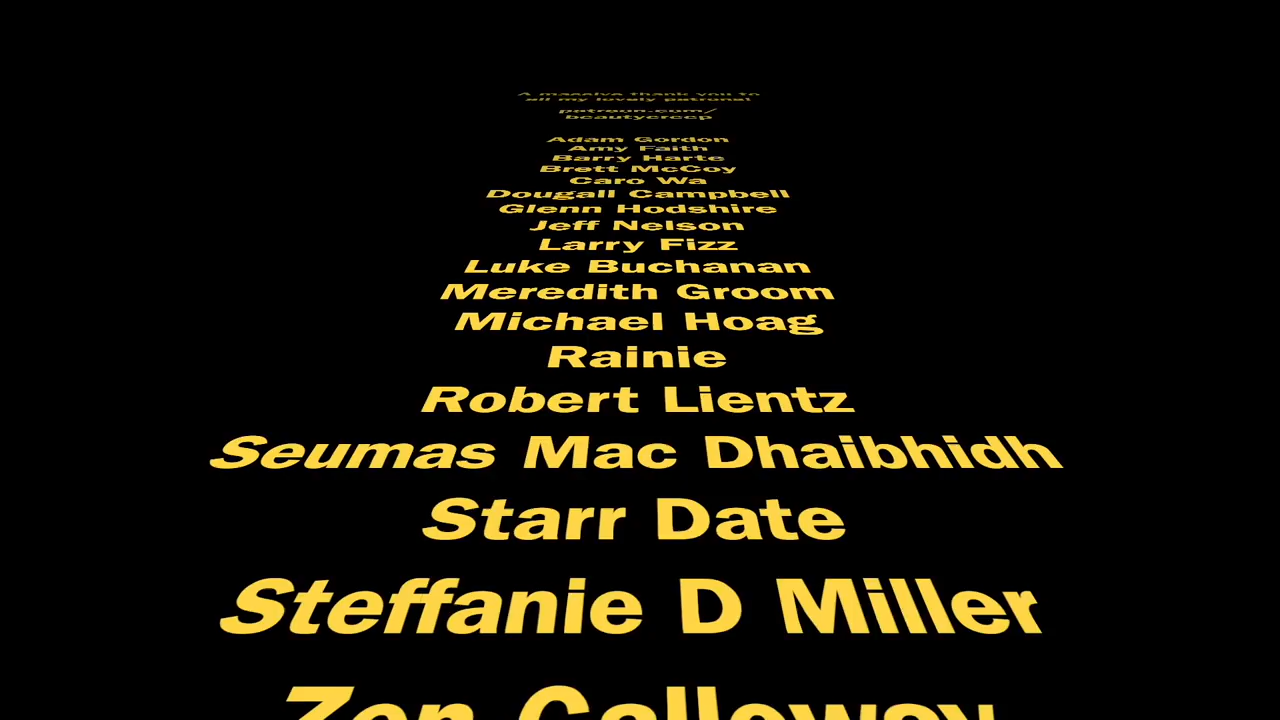 A massive thank you to
all my lovely patrons!
patreon.com/
beautycreep
Adam Gordon
Amy Faith
Barry Harte
Brett McCoy
Caro Wa
Dougall Campbell
Glenn Hodshire
Jeff Nelson
Larry Fizz
Luke Buchanan
Meredith Groom
Michael Hoag
Rainie
Robert Lientz
Seumas Mac Dhaibhidh
Starr Date
Steffanie D Miller
Zen Calloway